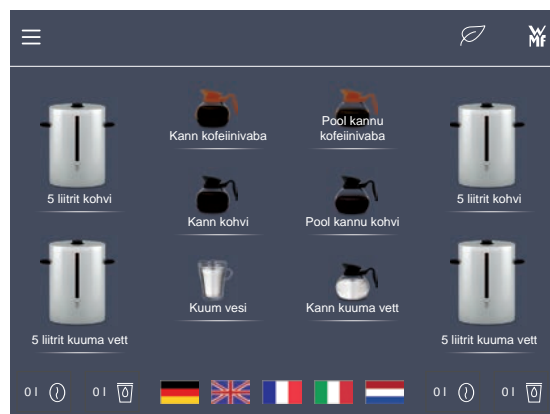 WMF
Kann kofeiinivaba
Pool kannu
kofeiinivaba
5 liitrit kohvi
Kann kohvi
Pool kannu kohvi
5 liitrit kohvi
5 liitrit kuuma vett
Kuum vesi
Kann kuuma vett
5 liitrit kuuma vett
0 l
0 l
0 l
0 l